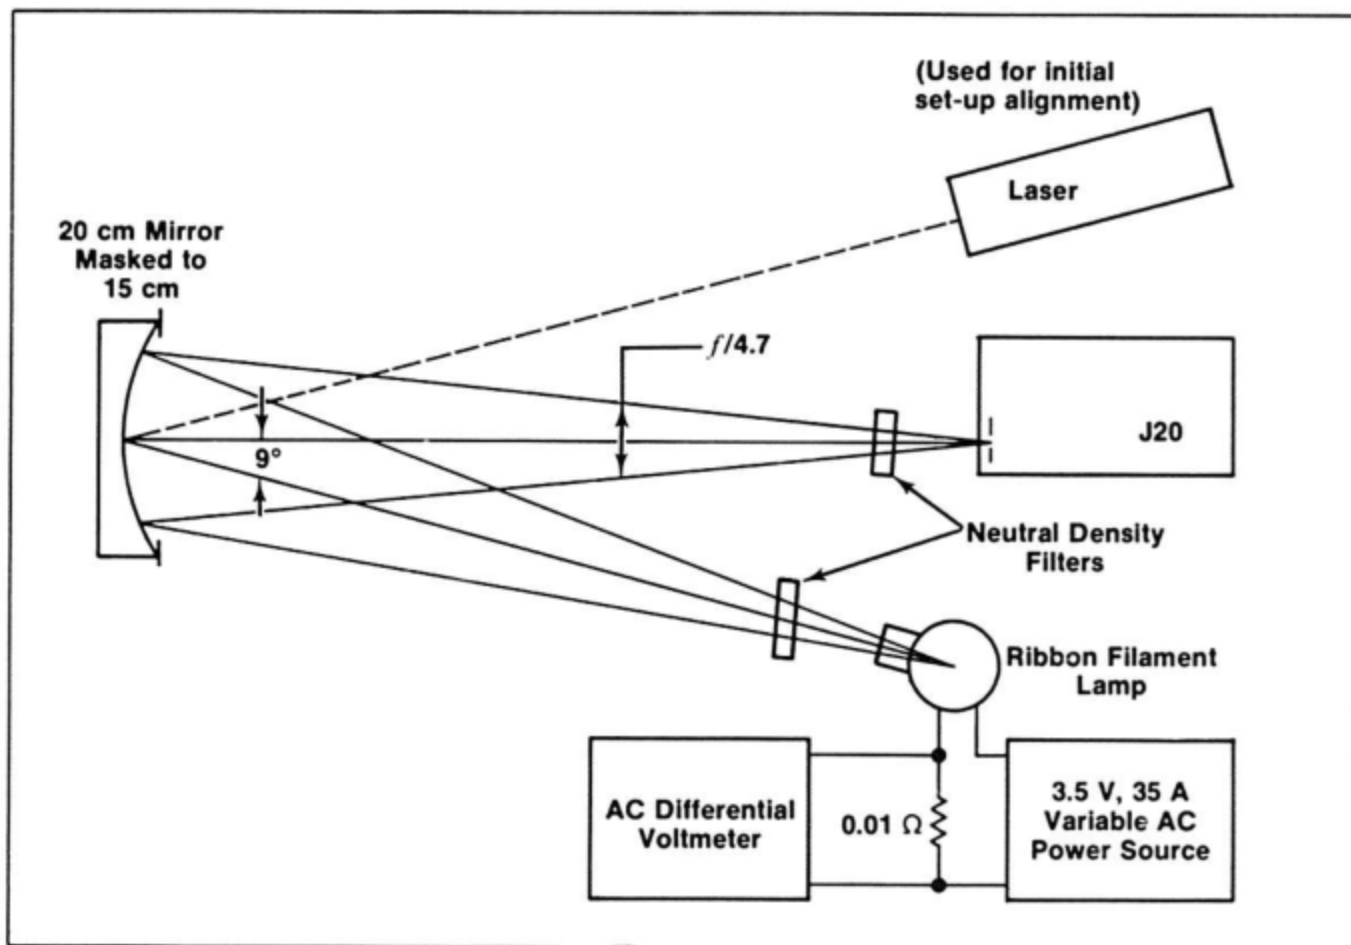 (Used for initial
set-up alignment)
Laser
20 cm Mirror
Masked to
15 cm
f/4.7
9°
J20
Neutral Density
Filters
Ribbon Filament
Lamp
AC Differential
Voltmeter
0.01 Ω
3.5 V, 35 A
Variable AC
Power Source